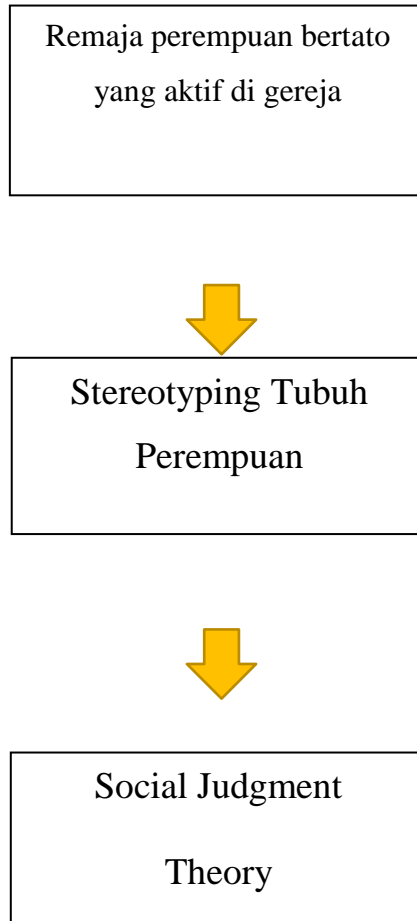 Remaja perempuan bertato
yang aktif di gereja
Stereotyping Tubuh
Perempuan
Social Judgment
Theory